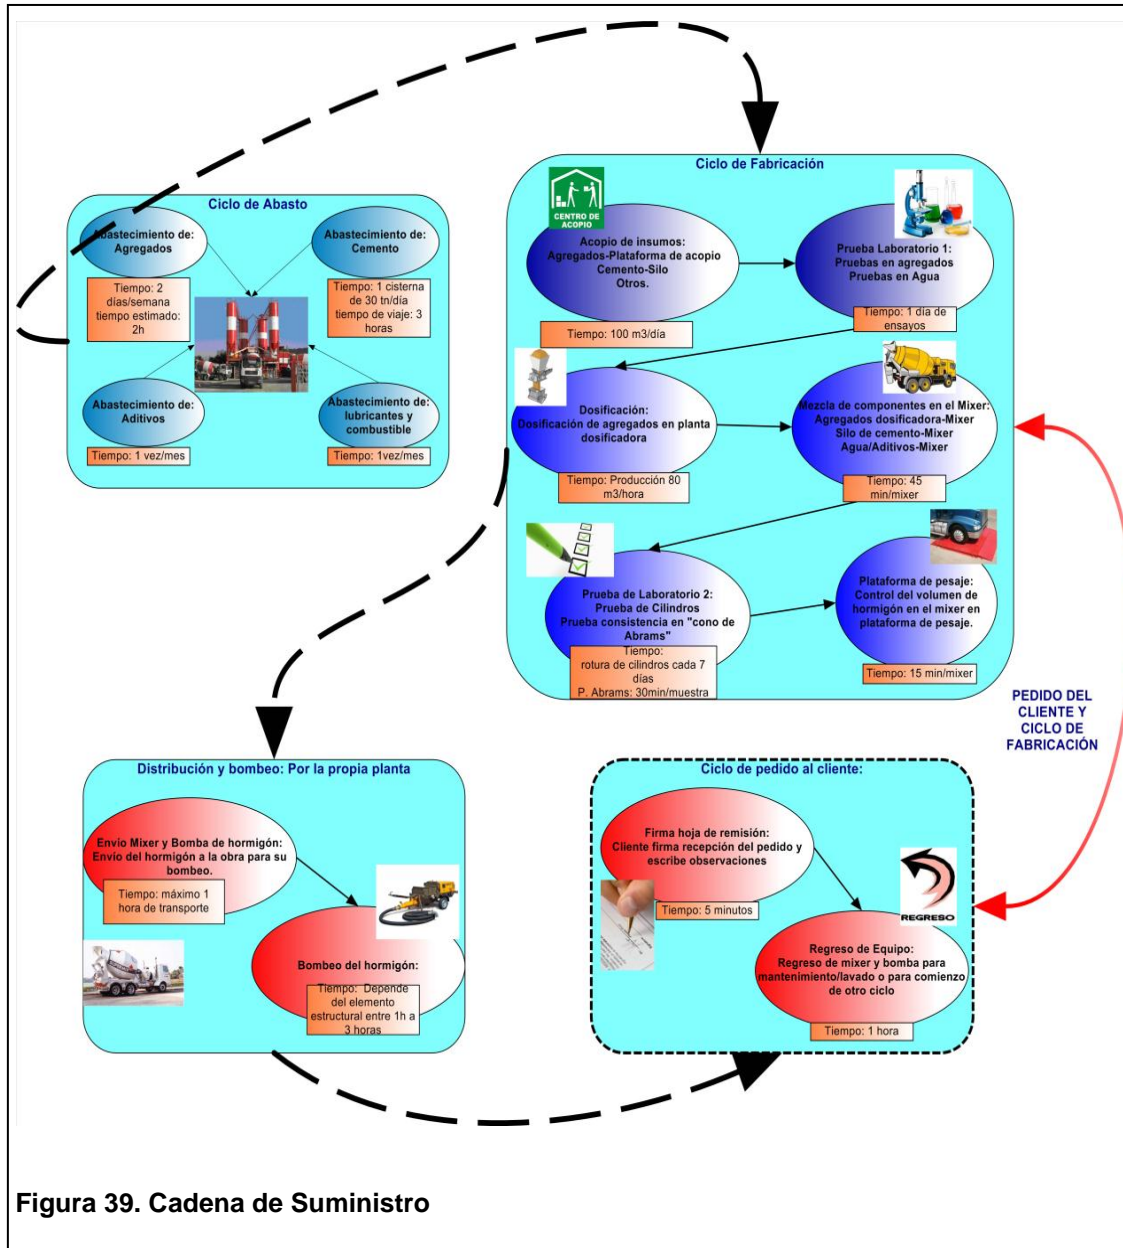 Ciclo de Abasto
Abastecimiento de:
Agregados
Tiempo: 2
días/semana
tiempo estimado:
2h
Abastecimiento de:
Cemento
Tiempo: 1 cisterna
de 30 tn/día
tiempo de viaje: 3
horas
Abastecimiento de:
Aditivos
Tiempo: 1 vez/mes
Abastecimiento de:
lubricantes y
combustible
Tiempo: 1vez/mes
Ciclo de Fabricación
CENTRO DE
ACOPIO
Acopio de insumos:
Agregados-Plataforma de acopio
Cemento-Silo
Otros.
Tiempo: 100 m3/día
Prueba Laboratorio 1:
Pruebas en agregados
Pruebas en Agua
Tiempo: 1 día de
ensayos
Dosificación:
Dosificación de agregados en planta
dosificadora
Tiempo: Producción 80
m3/hora
Mezcla de componentes en el Mixer:
Agregados dosificadora-Mixer
Silo de cemento-Mixer
Agua/Aditivos-Mixer
Tiempo: 45
min/mixer
Prueba de Laboratorio 2:
Prueba de Cilindros
Prueba consistencia en "cono de
Abrams"
Tiempo:
rotura de cilindros cada 7
días
P. Abrams: 30min/muestra
Plataforma de pesaje:
Control del volumen de
hormigón en el mixer en
plataforma de pesaje.
Tiempo: 15 min/mixer
PEDIDO DEL
CLIENTE Y
CICLO DE
FABRICACIÓN
Distribución y bombeo: Por la propia planta
Envío Mixer y Bomba de hormigón:
Envío del hormigón a la obra para su
bombeo.
Tiempo: máximo 1
hora de transporte
Bombeo del hormigón:
Tiempo: Depende
del elemento
estructural entre 1h a
3 horas
Ciclo de pedido al cliente:
Firma hoja de remisión:
Cliente firma recepción del pedido y
escribe observaciones
Tiempo: 5 minutos
REGRESO
Regreso de Equipo:
Regreso de mixer y bomba para
mantenimiento/lavado o para comienzo
de otro ciclo
Tiempo: 1 hora
Figura 39. Cadena de Suministro